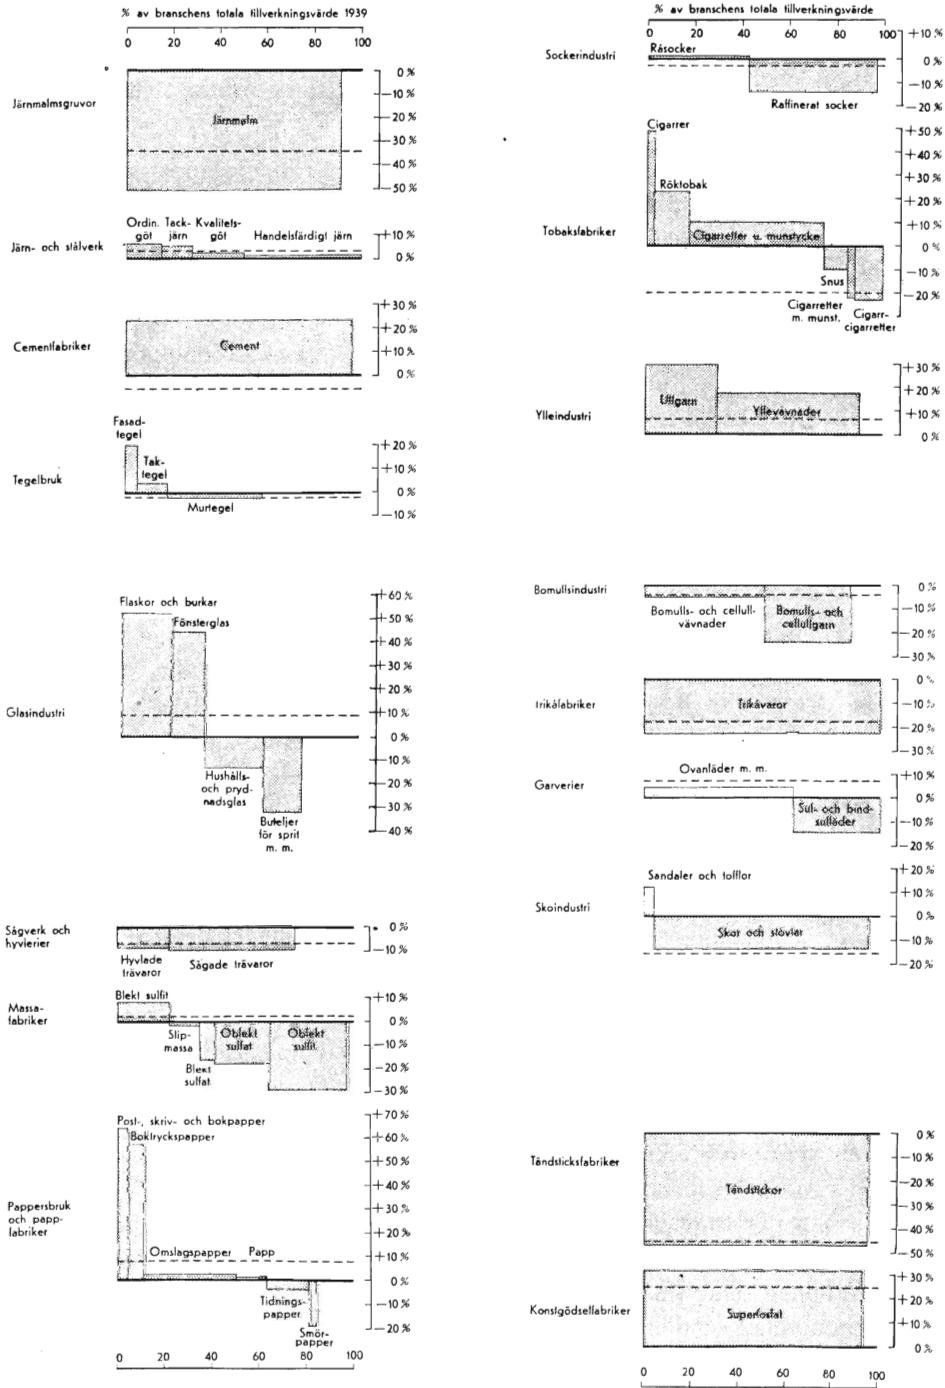 % av branschens totala tillverkningsvärde 1939
0 20 40 60 80 100
Järnmalmsgruvor
Järnmalm
0 %
−10 %
−20 %
−30 %
−40 %
−50 %
Järn- och stålverk
Ordin. Tack- Kvalitets-
göt järn göt Handelsfärdigt järn
+10 %
0 %
Cementfabriker
Cement
+30 %
+20 %
+10 %
0 %
Tegelbruk
Fasad-
tegel
Tak-
tegel
Murtegel
+20 %
+10 %
0 %
−10 %
Glasindustri
Flaskor och burkar
Fönsterglas
Hushålls-
och pryd-
nadsglas
Buteljer
för sprit
m. m.
+60 %
+50 %
+40 %
+30 %
+20 %
+10 %
0 %
−10 %
−20 %
−30 %
−40 %
Sågverk och
hyvlerier
Hyvlade
trävaror
Sågade trävaror
0 %
−10 %
Massa-
fabriker
Blekt sulfit
Slip-
massa
Blekt
sulfat
Oblekt
sulfat
Oblekt
sulfit
+10 %
0 %
−10 %
−20 %
−30 %
Pappersbruk
och papp-
fabriker
Post-, skriv- och bokpapper
Boktryckspapper
Omslagspapper Papp
Tidnings-
papper
Smör-
papper
+70 %
+60 %
+50 %
+40 %
+30 %
+20 %
+10 %
0 %
−10 %
−20 %
0 20 40 60 80 100
% av branschens totala tillverkningsvärde
0 20 40 60 80 100
Sockerindustri
Råsocker
Raffinerat socker
+10 %
0 %
−10 %
−20 %
Tobaksfabriker
Cigarrer
Röktobak
Cigarretter u. munstycke
Snus
Cigarretter
m. munst.
Cigarr-
cigarretter
+50 %
+40 %
+30 %
+20 %
+10 %
0 %
−10 %
−20 %
Ylleindustri
Ullgarn
Yllevävnader
+30 %
+20 %
+10 %
0 %
Bomullsindustri
Bomulls- och cellull-
vävnader
Bomulls- och
cellullgarn
0 %
−10 %
−20 %
−30 %
Trikåfabriker
Trikåvaror
0 %
−10 %
−20 %
−30 %
Garverier
Ovanläder m. m.
Sul- och bind-
sulläder
+10 %
0 %
−10 %
−20 %
Skoindustri
Sandaler och tofflor
Skor och stövlar
+20 %
+10 %
0 %
−10 %
−20 %
Tändsticksfabriker
Tändstickor
0 %
−10 %
−20 %
−30 %
−40 %
−50 %
Konstgödselfabriker
Superfosfat
+30 %
+20 %
+10 %
0 %
0 20 40 60 80 100